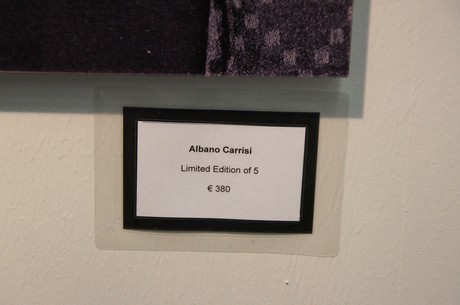 Albano Carrisi
Limited Edition of 5
€ 380